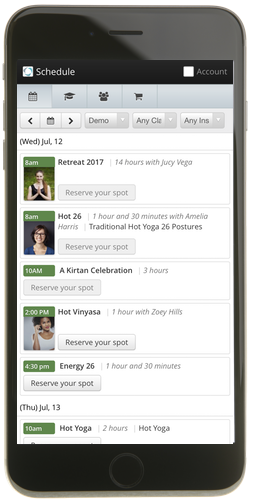 Schedule
Account
Demo
Any Cla
Any Ins
(Wed) Jul, 12
8am
Retreat 2017 | 14 hours with Jucy Vega
Reserve your spot
8am
Hot 26 | 1 hour and 30 minutes with Amelia
Harris | Traditional Hot Yoga 26 Postures
Reserve your spot
10AM
A Kirtan Celebration | 3 hours
Reserve your spot
2:00 PM
Hot Vinyasa | 1 hour with Zoey Hills
Reserve your spot
4:30 pm
Energy 26 | 1 hour and 30 minutes
Reserve your spot
(Thu) Jul, 13
10am
Hot Yoga | 2 hours | Hot Yoga